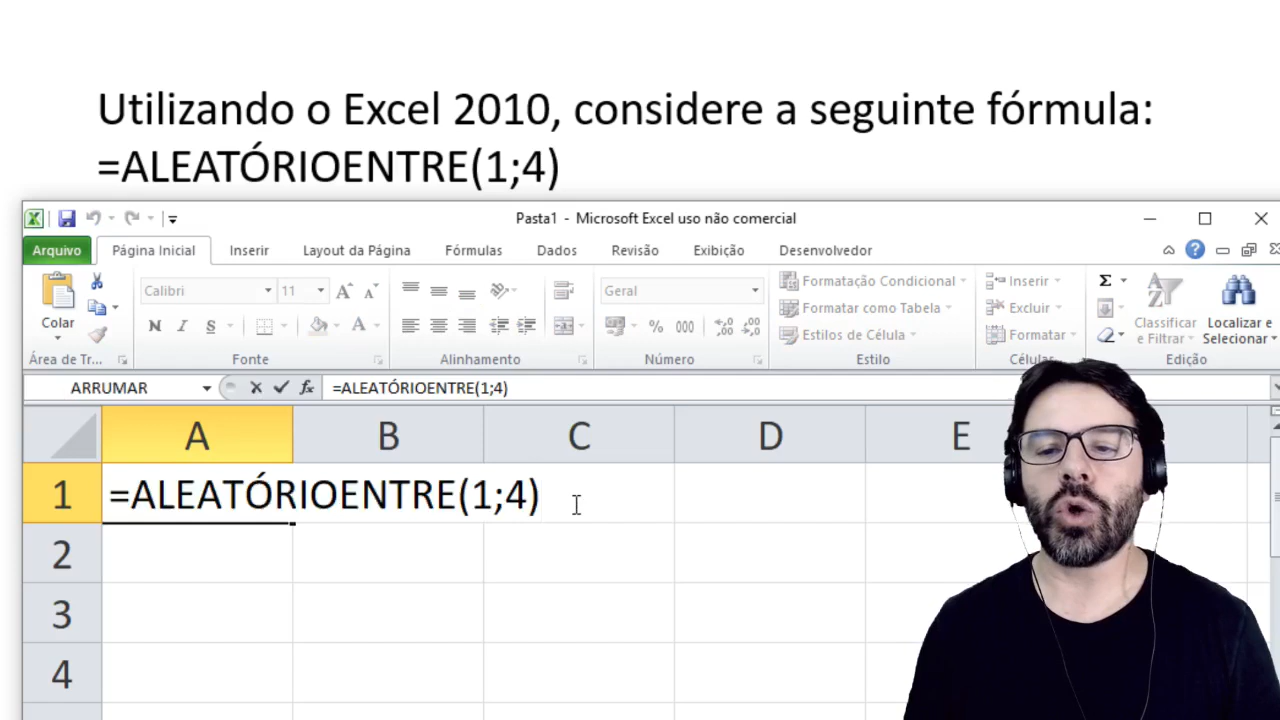 Utilizando o Excel 2010, considere a seguinte fórmula:
=ALEATÓRIOENTRE(1;4)
Pasta1 - Microsoft Excel uso não comercial
Arquivo Página Inicial Inserir Layout da Página Fórmulas Dados Revisão Exibição Desenvolvedor
Colar
Área de Tr...
Calibri 11
N I S
Fonte
Alinhamento
Geral
% 000
Número
Formatação Condicional
Formatar como Tabela
Estilos de Célula
Estilo
Inserir
Excluir
Formatar
Σ
Classificar e Filtrar
Localizar e Selecionar
Edição
ARRUMAR fx =ALEATÓRIOENTRE(1;4)
A B C D E
1 =ALEATÓRIOENTRE(1;4)
2
3
4